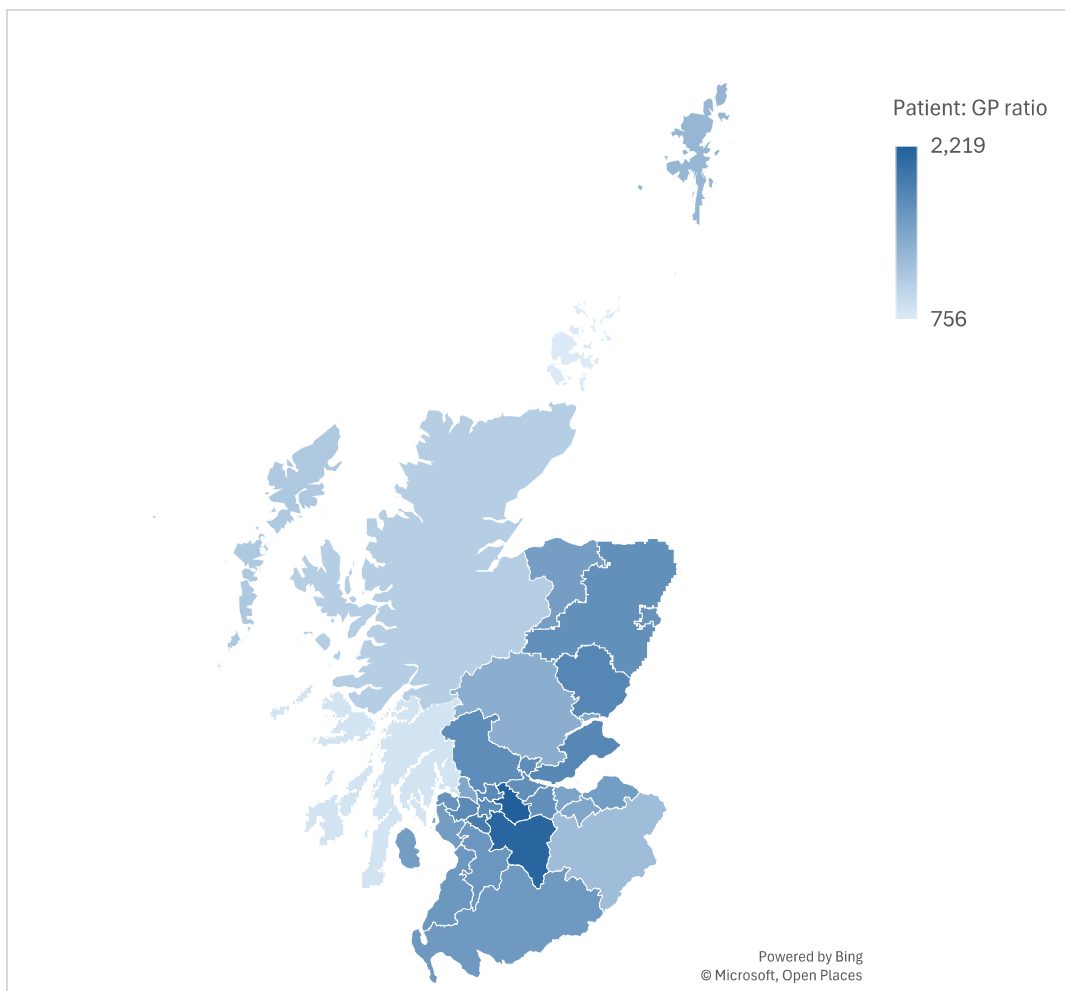 Patient: GP ratio
2,219
756
Powered by Bing
© Microsoft, Open Places